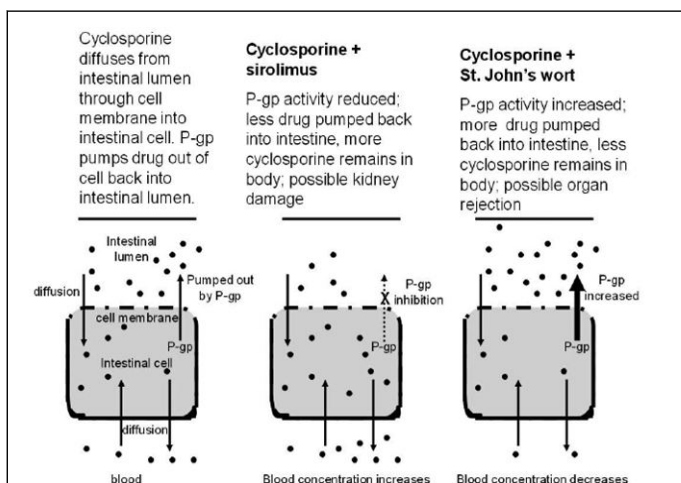 Cyclosporine
diffuses from
intestinal lumen
through cell
membrane into
intestinal cell. P-gp
pumps drug out of
cell back into
intestinal lumen.
Cyclosporine +
sirolimus
P-gp activity reduced;
less drug pumped back
into intestine, more
cyclosporine remains in
body; possible kidney
damage
Cyclosporine +
St. John's wort
P-gp activity increased;
more drug pumped
back into intestine, less
cyclosporine remains in
body; possible organ
rejection
Intestinal
lumen
diffusion
Pumped out
by P-gp
cell membrane
P-gp
Intestinal cell
diffusion
blood
P-gp
inhibition
X
P-gp
Blood concentration increases
P-gp
increased
P-gp
Blood concentration decreases